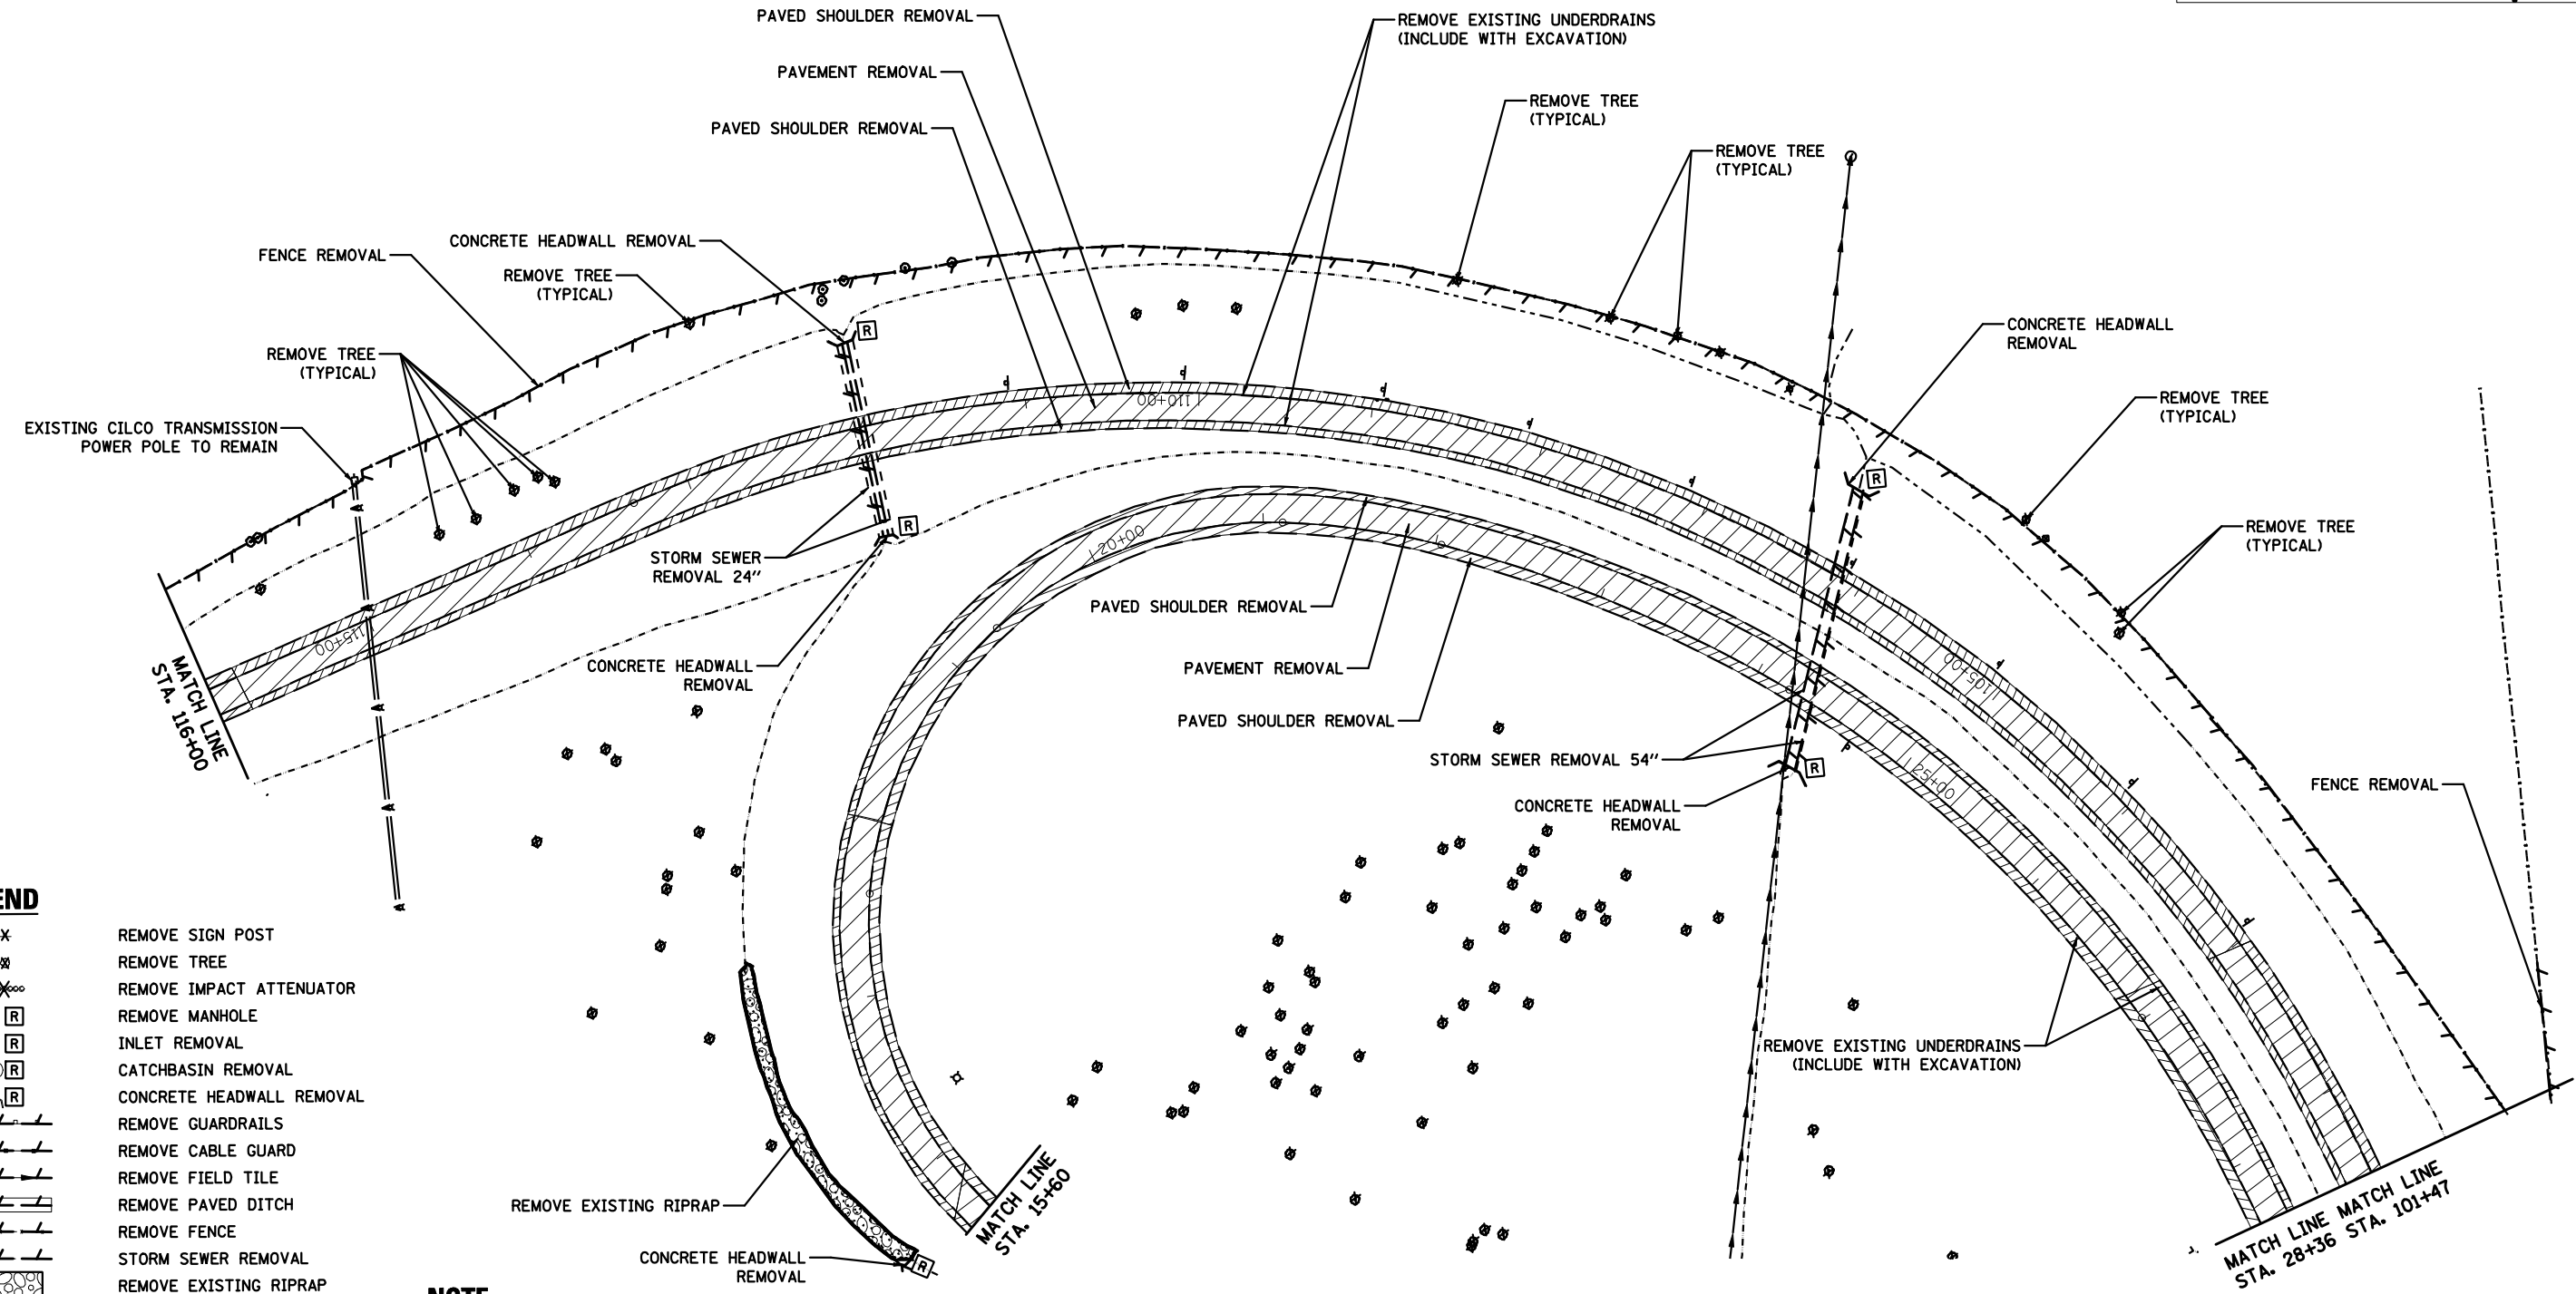 PAVED SHOULDER REMOVAL
REMOVE EXISTING UNDERDRAINS
(INCLUDE WITH EXCAVATION)
PAVEMENT REMOVAL
REMOVE TREE
(TYPICAL)
PAVED SHOULDER REMOVAL
REMOVE TREE
(TYPICAL)
CONCRETE HEADWALL REMOVAL
FENCE REMOVAL
REMOVE TREE
(TYPICAL)
R
CONCRETE HEADWALL
REMOVAL
REMOVE TREE
(TYPICAL)
110+00
REMOVE TREE
(TYPICAL)
EXISTING CILCO TRANSMISSION
POWER POLE TO REMAIN
R
R
20+00
REMOVE TREE
(TYPICAL)
STORM SEWER
REMOVAL 24"
PAVED SHOULDER REMOVAL
115+00
MATCH LINE
STA. 116+00
CONCRETE HEADWALL
REMOVAL
PAVEMENT REMOVAL
105+00
PAVED SHOULDER REMOVAL
STORM SEWER REMOVAL 54"
R
25+00
FENCE REMOVAL
CONCRETE HEADWALL
REMOVAL
END
REMOVE SIGN POST
REMOVE TREE
REMOVE IMPACT ATTENUATOR
R REMOVE MANHOLE
R INLET REMOVAL
R CATCHBASIN REMOVAL
R CONCRETE HEADWALL REMOVAL
REMOVE GUARDRAILS
REMOVE CABLE GUARD
REMOVE FIELD TILE
REMOVE PAVED DITCH
REMOVE FENCE
STORM SEWER REMOVAL
REMOVE EXISTING RIPRAP
REMOVE EXISTING UNDERDRAINS
(INCLUDE WITH EXCAVATION)
REMOVE EXISTING RIPRAP
MATCH LINE
STA. 15+60
CONCRETE HEADWALL
REMOVAL
R
MATCH LINE MATCH LINE
STA. 28+36 STA. 101+47
NOTE